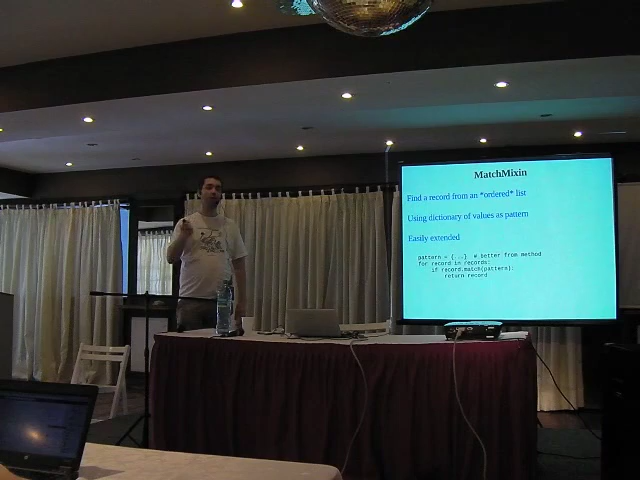 MatchMixin
Find a record from an *ordered* list
Using dictionary of values as pattern
Easily extended
pattern = {...}  # better from method
for record in records:
    if record.match(pattern):
        return record